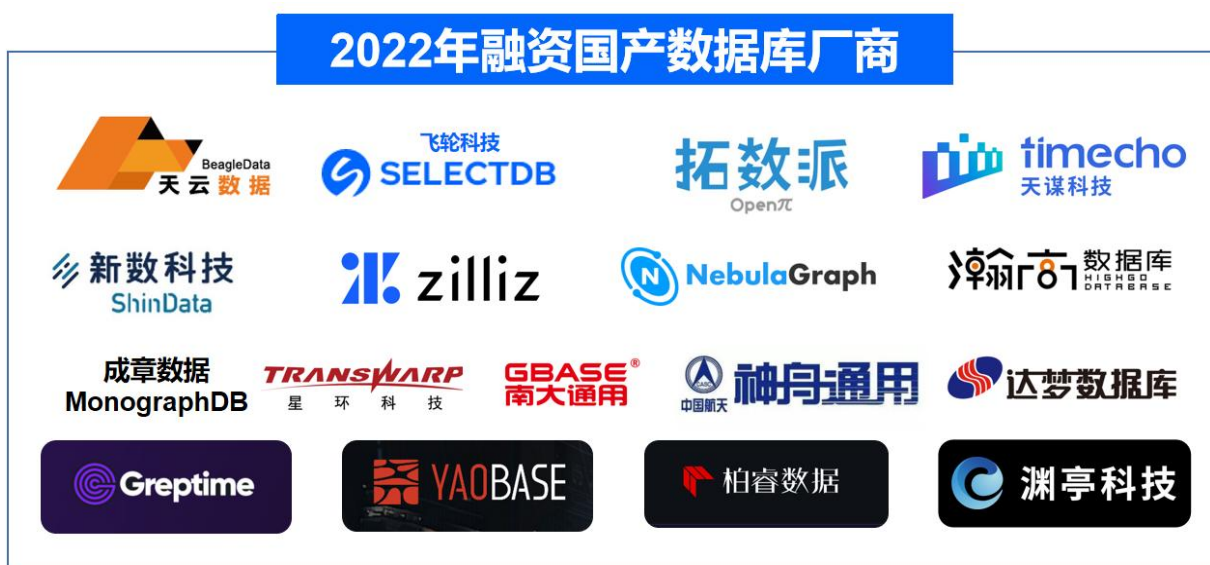 2022年融资国产数据库厂商
BeagleData
天云数据
飞轮科技
SELECTDB
拓数派
Openπ
timecho
天谋科技
新数科技
ShinData
zilliz
NebulaGraph
瀚高数据库
HIGHGO
DATABASE
成章数据
MonographDB
TRANSWARP
星环科技
GBASE®
南大通用
CASC
中国航天
神舟通用
达梦数据库
Greptime
YAOBASE
柏睿数据
渊亭科技